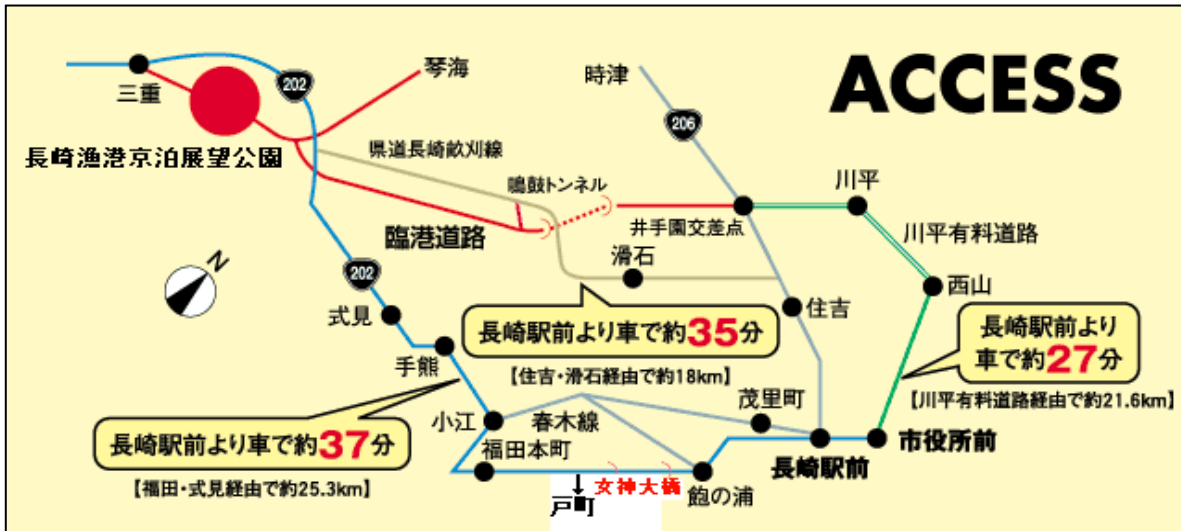 ACCESS
202
琴海
時津
三重
206
長崎漁港京泊展望公園
県道長崎畝刈線
鳴鼓トンネル
川平
井手園交差点
川平有料道路
臨港道路
滑石
N
202
西山
式見
住吉
長崎駅前より車で約35分
【住吉・滑石経由で約18km】
長崎駅前より
車で約27分
【川平有料道路経由で約21.6km】
手熊
小江
春木線
茂里町
長崎駅前より車で約37分
【福田・式見経由で約25.3km】
福田本町
長崎駅前
市役所前
女神大橋
飽の浦
↓
戸町